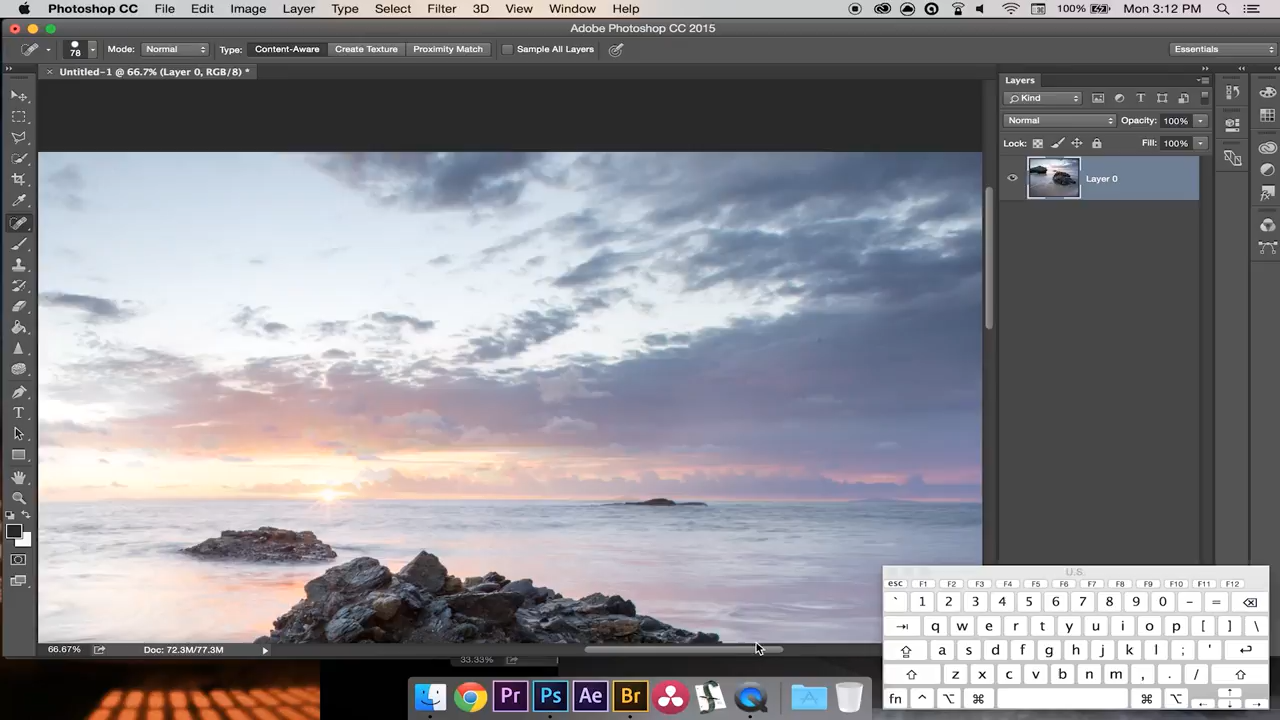 Photoshop CC File Edit Image Layer Type Select Filter 3D View Window Help 100% Mon 3:12 PM
Adobe Photoshop CC 2015
78 Mode: Normal Type: Content-Aware Create Texture Proximity Match Sample All Layers Essentials
Untitled-1 @ 66.7% (Layer 0, RGB/8) *
Layers
Kind
Normal Opacity: 100%
Lock: Fill: 100%
Layer 0
66.67% Doc: 72.3M/77.3M
33.33%
U.S.
esc F1 F2 F3 F4 F5 F6 F7 F8 F9 F10 F11 F12
` 1 2 3 4 5 6 7 8 9 0 - =
q w e r t y u i o p [ ] \
a s d f g h j k l ; '
z x c v b n m , . /
fn ^ ⌥ ⌘ ⌘ ⌥
Pr Ps Ae Br